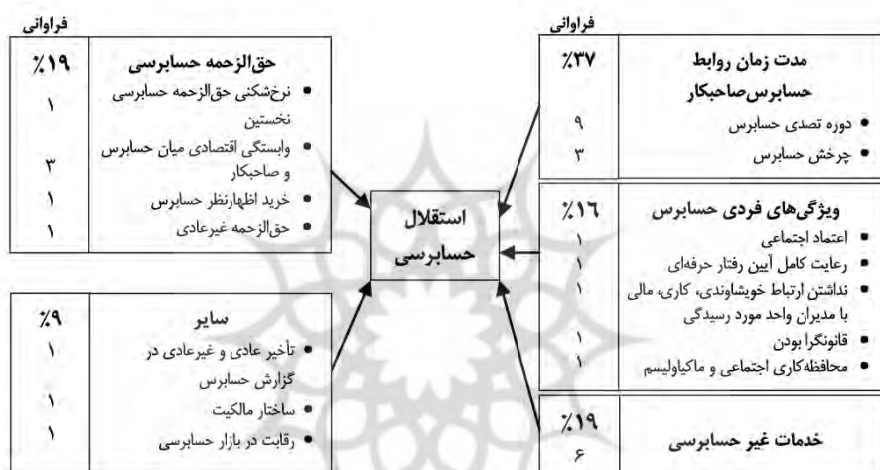 فراوانی
مدت زمان روابط ٪۳۷
حسابرس‌صاحبکار
• دوره تصدی حسابرس ۹
• چرخش حسابرس ۳
ویژگی‌های فردی حسابرس ٪۱۶
• اعتماد اجتماعی ۱
• رعایت کامل آیین رفتار حرفه‌ای ۱
• نداشتن ارتباط خویشاوندی، کاری، مالی ۱
با مدیران واحد مورد رسیدگی
• قانونگرا بودن ۱
• محافظه‌کاری اجتماعی و ماکیاولیسم ۱
خدمات غیر حسابرسی ٪۱۹
۶
استقلال
حسابرسی
فراوانی
حق‌الزحمه حسابرسی ٪۱۹
• نرخ‌شکنی حق‌الزحمه حسابرسی ۱
نخستین
• وابستگی اقتصادی میان حسابرس
و صاحبکار ۳
• خرید اظهارنظر حسابرس ۱
• حق‌الزحمه غیرعادی ۱
سایر ٪۹
• تأخیر عادی و غیرعادی در ۱
گزارش حسابرس
• ساختار مالکیت ۱
• رقابت در بازار حسابرسی ۱